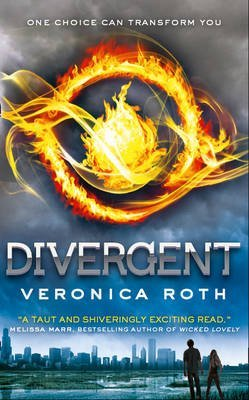 ONE CHOICE CAN TRANSFORM YOU
DIVERGENT
VERONICA ROTH
"A TAUT AND SHIVERINGLY EXCITING READ."
MELISSA MARR, BESTSELLING AUTHOR OF WICKED LOVELY